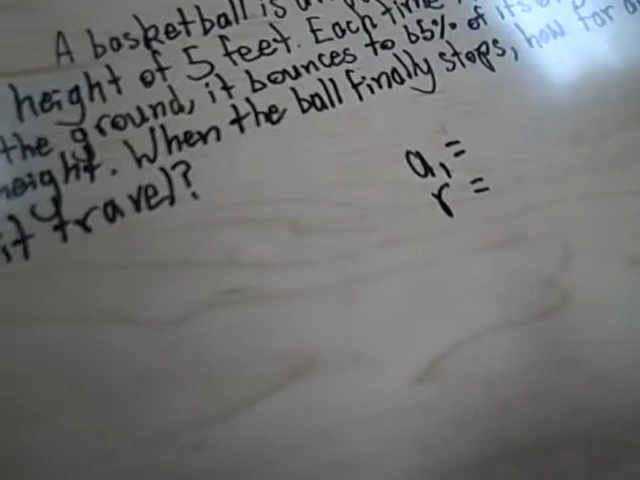 A basketball is
height of 5 feet. Each time
the ground, it bounces to 65% of its
height. When the ball finally stops, how far
it travel?
a₁ =
r =